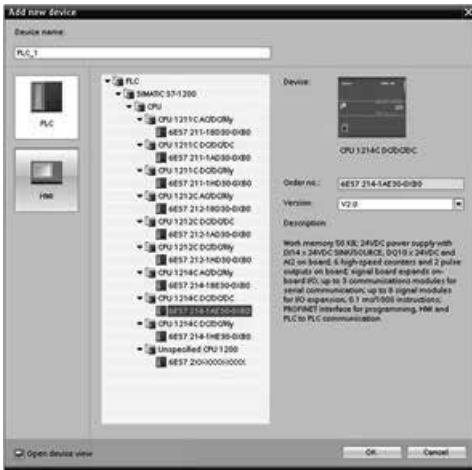 Add new device
Device name:
PLC_1
PLC
HMI
PLC
SIMATIC S7-1200
CPU
CPU 1211C AC/DC/Rly
6ES7 211-1BD30-0XB0
CPU 1211C DC/DC/DC
6ES7 211-1AD30-0XB0
CPU 1211C DC/DC/Rly
6ES7 211-1HD30-0XB0
CPU 1212C AC/DC/Rly
6ES7 212-1BD30-0XB0
CPU 1212C DC/DC/DC
6ES7 212-1AD30-0XB0
CPU 1212C DC/DC/Rly
6ES7 212-1HD30-0XB0
CPU 1214C AC/DC/Rly
6ES7 214-1BE30-0XB0
CPU 1214C DC/DC/DC
6ES7 214-1AE30-0XB0
CPU 1214C DC/DC/Rly
6ES7 214-1HE30-0XB0
Unspecified CPU 1200
6ES7 2XX-XXXXX-XXXX
Device:
CPU 1214C DC/DC/DC
Order no.: 6ES7 214-1AE30-0XB0
Version: V2.0
Description:
Work memory 50 KB; 24VDC power supply with
DI14 x 24VDC SINK/SOURCE, DQ10 x 24VDC and
AI2 on board; 6 high-speed counters and 2 pulse
outputs on board; signal board expands on-
board I/O; up to 3 communications modules for
serial communication; up to 8 signal modules
for I/O expansion; 0.1 ms/1000 instructions;
PROFINET interface for programming, HMI and
PLC to PLC communication
Open device view
OK
Cancel